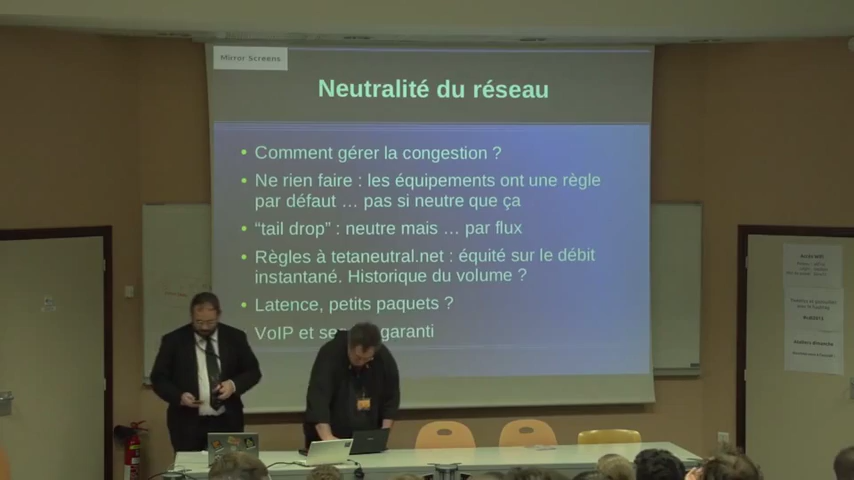 Mirror Screens
Neutralité du réseau
• Comment gérer la congestion ?
• Ne rien faire : les équipements ont une règle
par défaut … pas si neutre que ça
• “tail drop” : neutre mais … par flux
• Règles à tetaneutral.net : équité sur le débit
instantané. Historique du volume ?
• Latence, petits paquets ?
VoIP et garanti